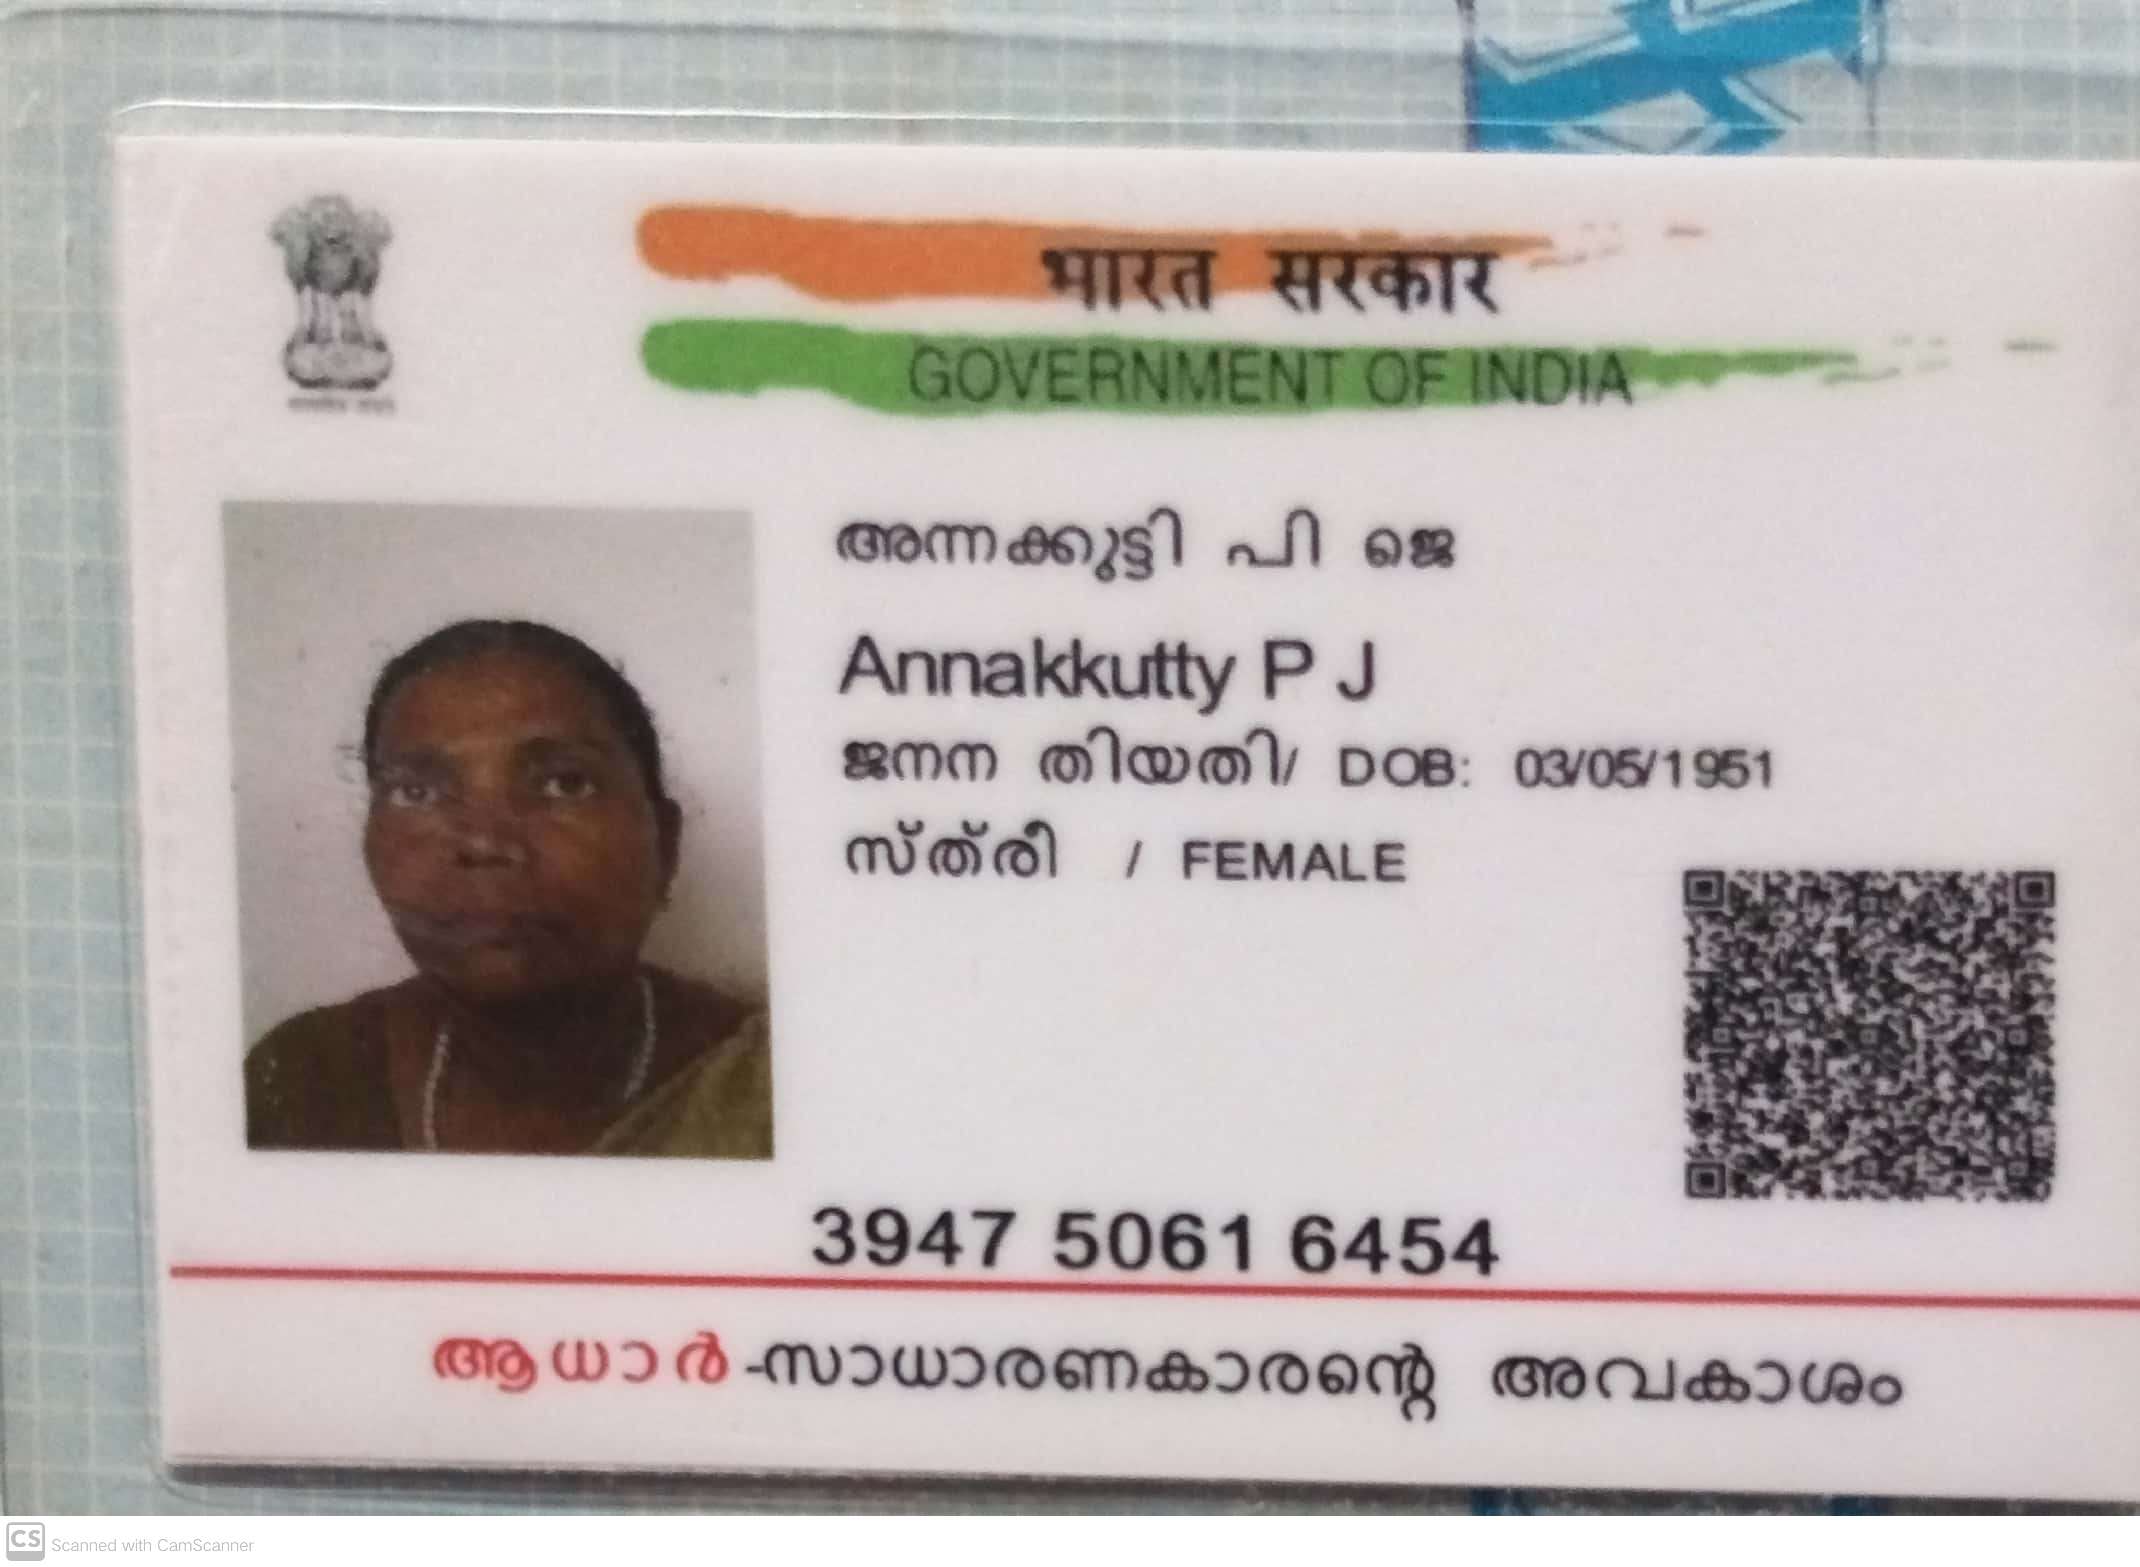 भारत सरकार
GOVERNMENT OF INDIA
അന്നക്കുട്ടി പി ജെ
Annakkutty P J
ജനന തിയതി/ DOB: 03/05/1951
സ്ത്രീ / FEMALE
3947 5061 6454
ആധാർ-സാധാരണകാരന്റെ അവകാശം
CS Scanned with CamScanner